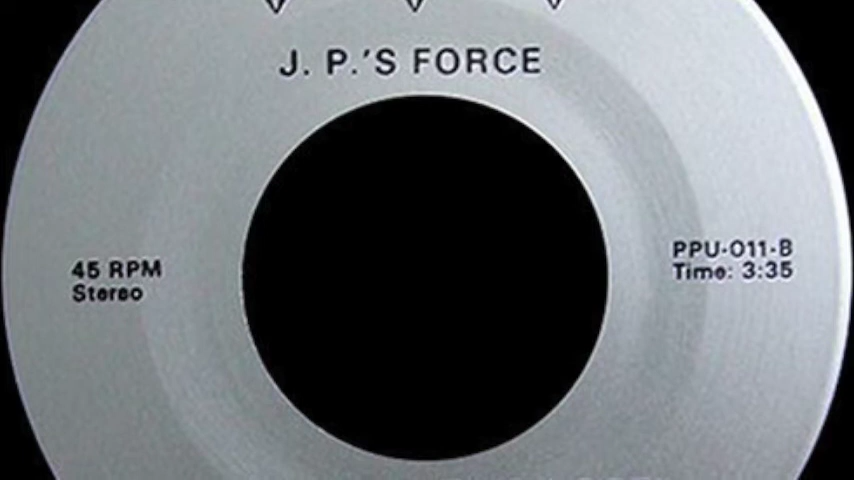 J. P.'S FORCE
45 RPM
Stereo
PPU-011-B
Time: 3:35